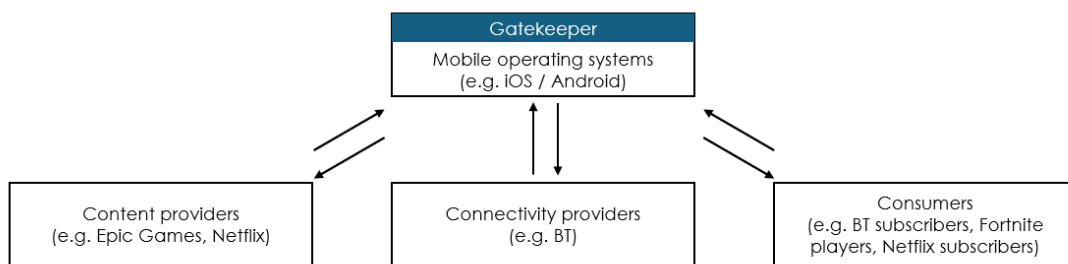 Gatekeeper
Mobile operating systems
(e.g. iOS / Android)
Content providers
(e.g. Epic Games, Netflix)
Connectivity providers
(e.g. BT)
Consumers
(e.g. BT subscribers, Fortnite
players, Netflix subscribers)